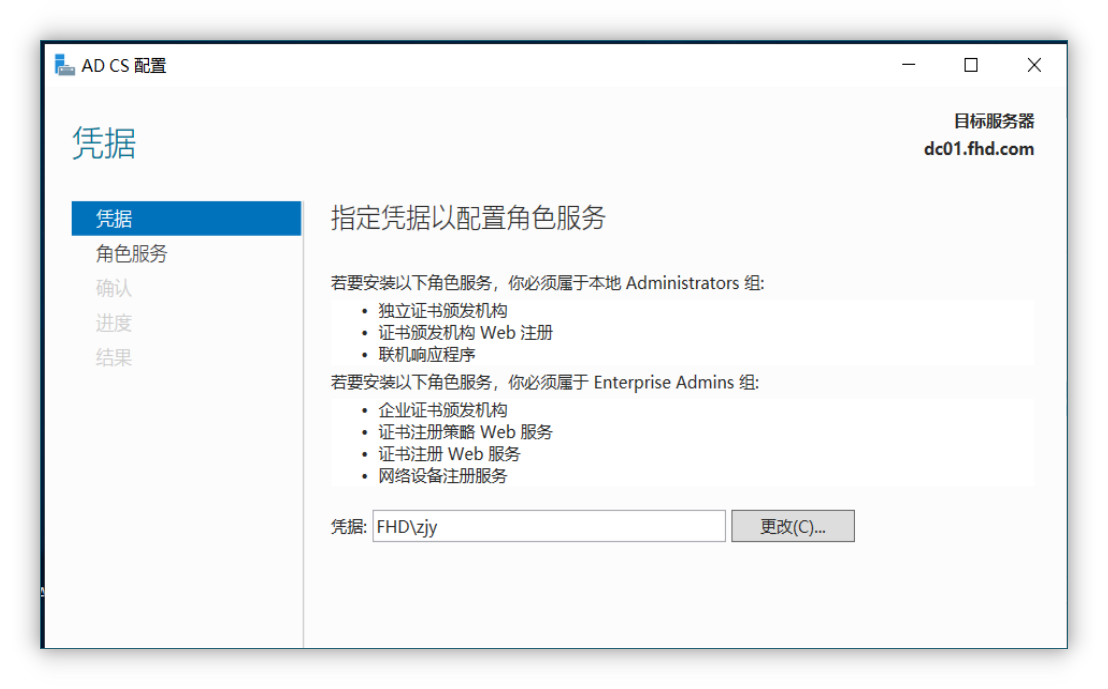 AD CS 配置
目标服务器
dc01.fhd.com
凭据
凭据
角色服务
确认
进度
结果
指定凭据以配置角色服务
若要安装以下角色服务，你必须属于本地 Administrators 组:
• 独立证书颁发机构
• 证书颁发机构 Web 注册
• 联机响应程序
若要安装以下角色服务，你必须属于 Enterprise Admins 组:
• 企业证书颁发机构
• 证书注册策略 Web 服务
• 证书注册 Web 服务
• 网络设备注册服务
凭据: FHD\zjy 更改(C)...